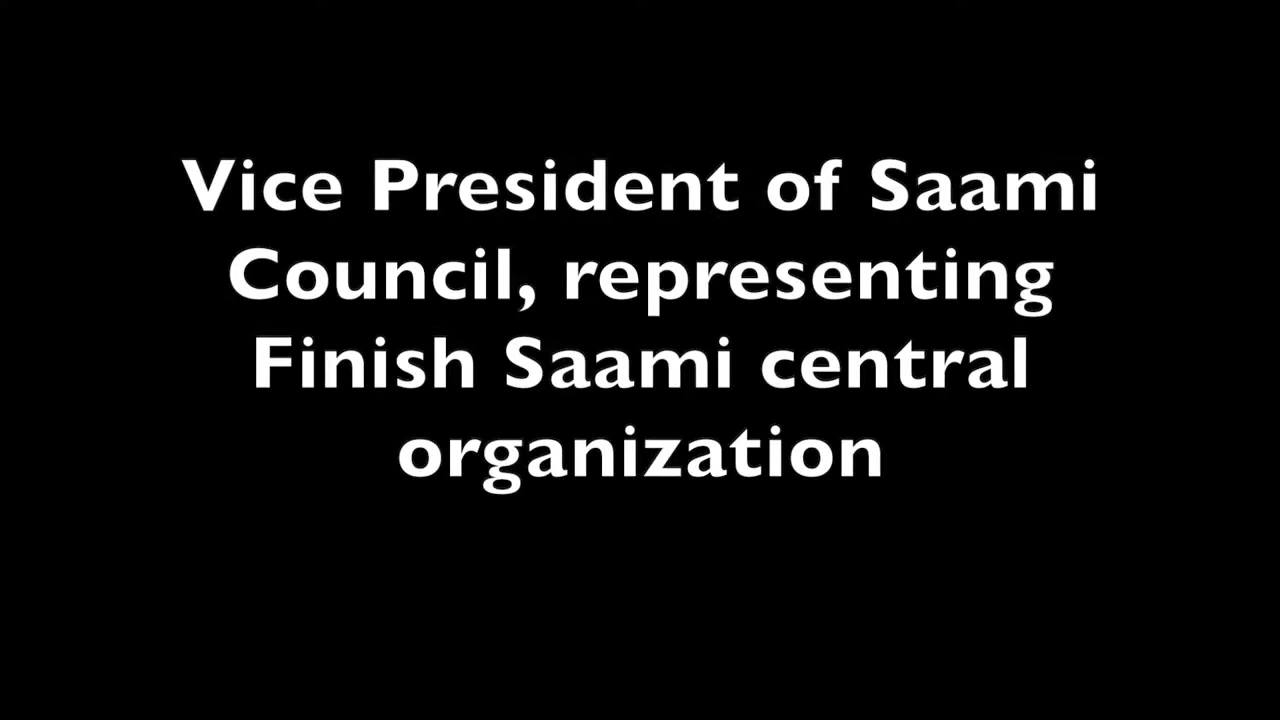 Vice President of Saami
Council, representing
Finish Saami central
organization